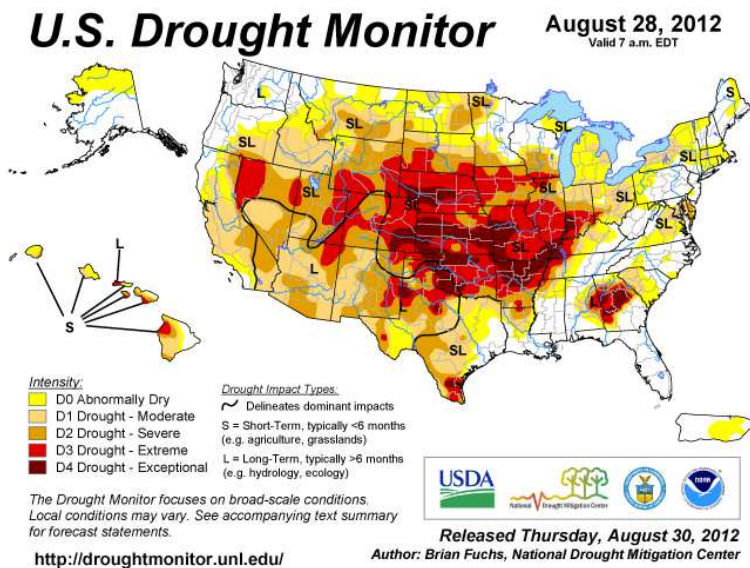 U.S. Drought Monitor
August 28, 2012
Valid 7 a.m. EDT
L
SL
S
SL
SL
SL
SL
SL
SL
SL
SL
SL
SL
SL
L
L
L
SL
L
S
Intensity:
D0 Abnormally Dry
D1 Drought - Moderate
D2 Drought - Severe
D3 Drought - Extreme
D4 Drought - Exceptional
Drought Impact Types:
Delineates dominant impacts
S = Short-Term, typically <6 months
(e.g. agriculture, grasslands)
L = Long-Term, typically >6 months
(e.g. hydrology, ecology)
The Drought Monitor focuses on broad-scale conditions.
Local conditions may vary. See accompanying text summary
for forecast statements.
http://droughtmonitor.unl.edu/
USDA
National Drought Mitigation Center
NOAA
Released Thursday, August 30, 2012
Author: Brian Fuchs, National Drought Mitigation Center